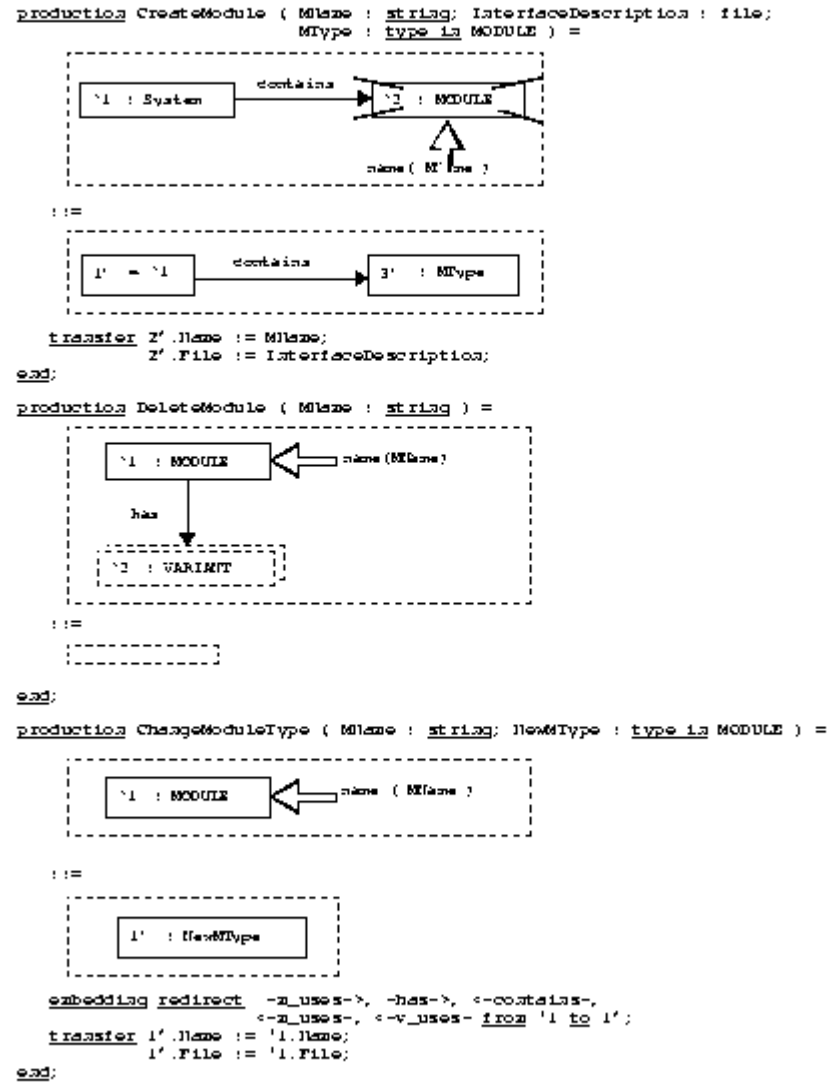 production CreateModule ( MName : string; InterfaceDescription : file;
MType : type in MODULE ) =
`1 : System
contains
`2 : MODULE
name ( MName )
::=
1' = `1
contains
3' : MType
transfer 2'.Name := MName;
2'.File := InterfaceDescription;
end;
production DeleteModule ( MName : string ) =
`1 : MODULE
name (MName)
has
`2 : VARIANT
::=
end;
production ChangeModuleType ( MName : string; NewMType : type in MODULE ) =
`1 : MODULE
name ( MName )
::=
1' : NewMType
embedding redirect -m_uses->, -has->, <-contains-,
<-m_uses-, <-v_uses- from '1 to 1';
transfer 1'.Name := '1.Name;
1'.File := '1.File;
end;